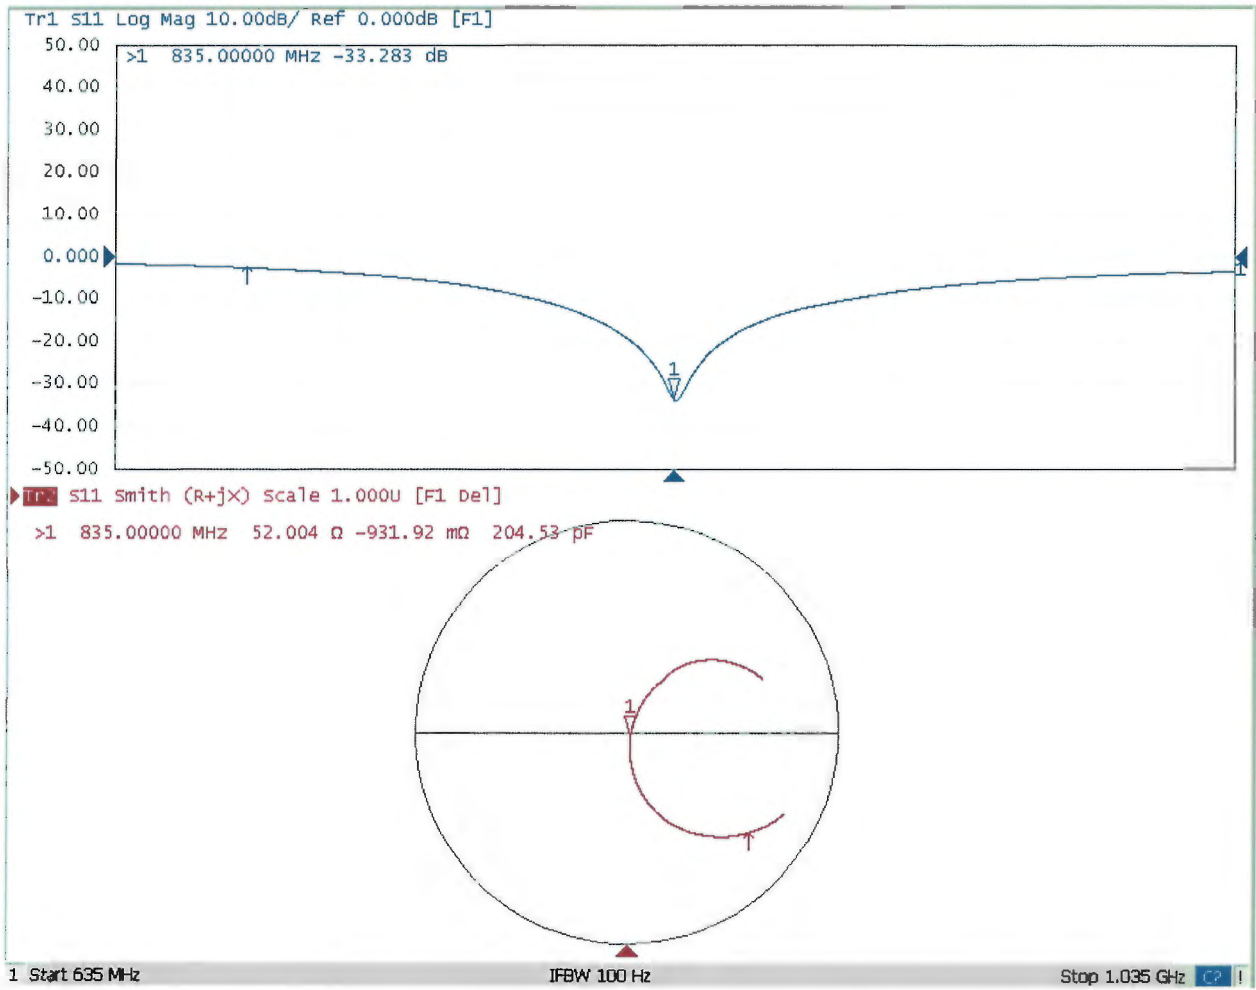 Tr1 S11 Log Mag 10.00dB/ Ref 0.000dB [F1]
50.00
>1 835.00000 MHz -33.283 dB
40.00
30.00
20.00
10.00
0.000
1
-10.00
-20.00
-30.00
1
-40.00
-50.00
Tr2 S11 Smith (R+jX) Scale 1.000U [F1 Del]
>1 835.00000 MHz 52.004 Ω -931.92 mΩ 204.53 pF
1
1 Start 635 MHz IFBW 100 Hz Stop 1.035 GHz C? !